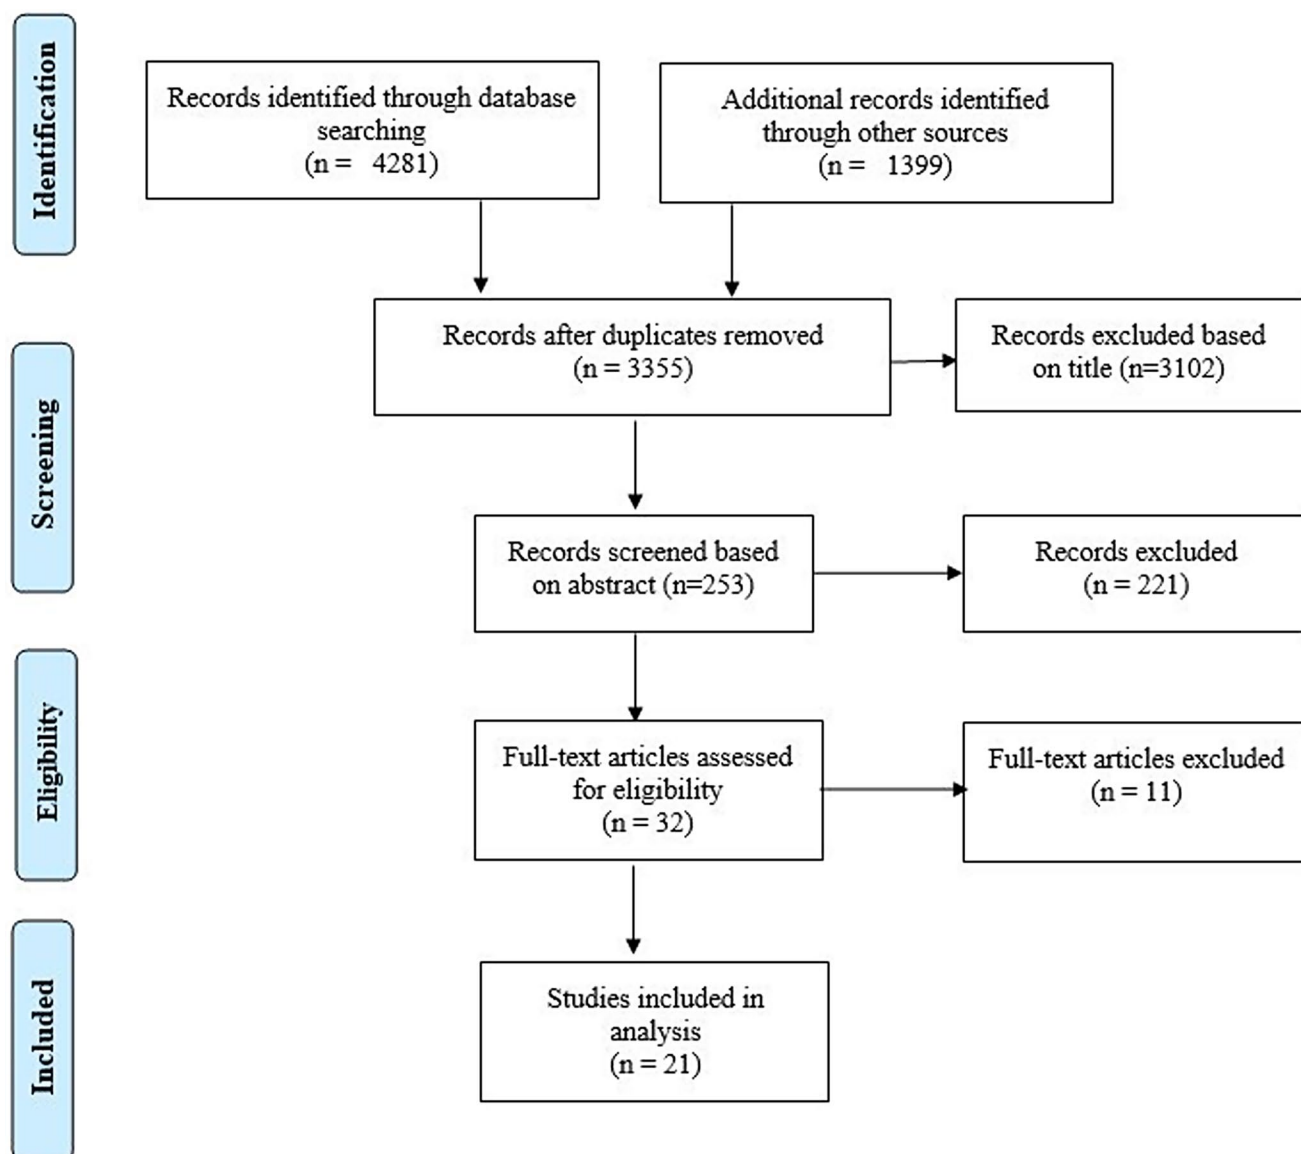 Identification
Records identified through database
searching
(n =   4281)
Additional records identified
through other sources
(n =   1399)
Records after duplicates removed
(n = 3355)
Records excluded based
on title (n=3102)
Screening
Records screened based
on abstract (n=253)
Records excluded
(n = 221)
Eligibility
Full-text articles assessed
for eligibility
(n = 32)
Full-text articles excluded
(n = 11)
Included
Studies included in
analysis
(n = 21)